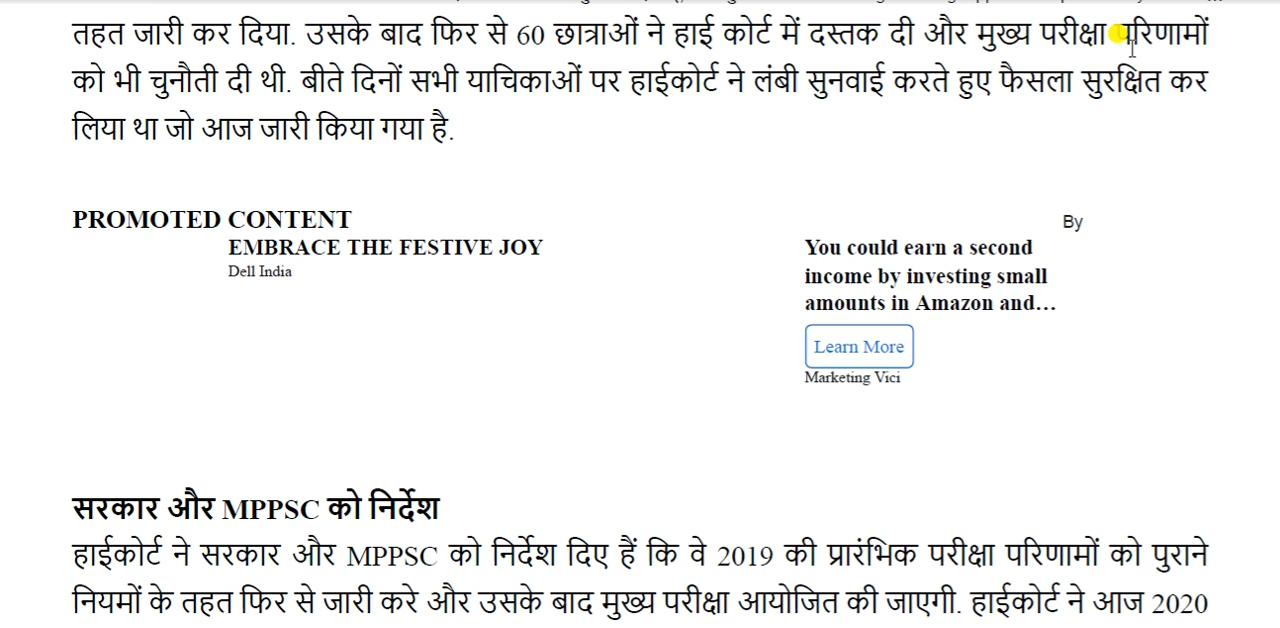 तहत जारी कर दिया. उसके बाद फिर से 60 छात्राओं ने हाई कोर्ट में दस्तक दी और मुख्य परीक्षा परिणामों
को भी चुनौती दी थी. बीते दिनों सभी याचिकाओं पर हाईकोर्ट ने लंबी सुनवाई करते हुए फैसला सुरक्षित कर
लिया था जो आज जारी किया गया है.
PROMOTED CONTENT
By
EMBRACE THE FESTIVE JOY
Dell India
You could earn a second
income by investing small
amounts in Amazon and…
Learn More
Marketing Vici
सरकार और MPPSC को निर्देश
हाईकोर्ट ने सरकार और MPPSC को निर्देश दिए हैं कि वे 2019 की प्रारंभिक परीक्षा परिणामों को पुराने
नियमों के तहत फिर से जारी करे और उसके बाद मुख्य परीक्षा आयोजित की जाएगी. हाईकोर्ट ने आज 2020